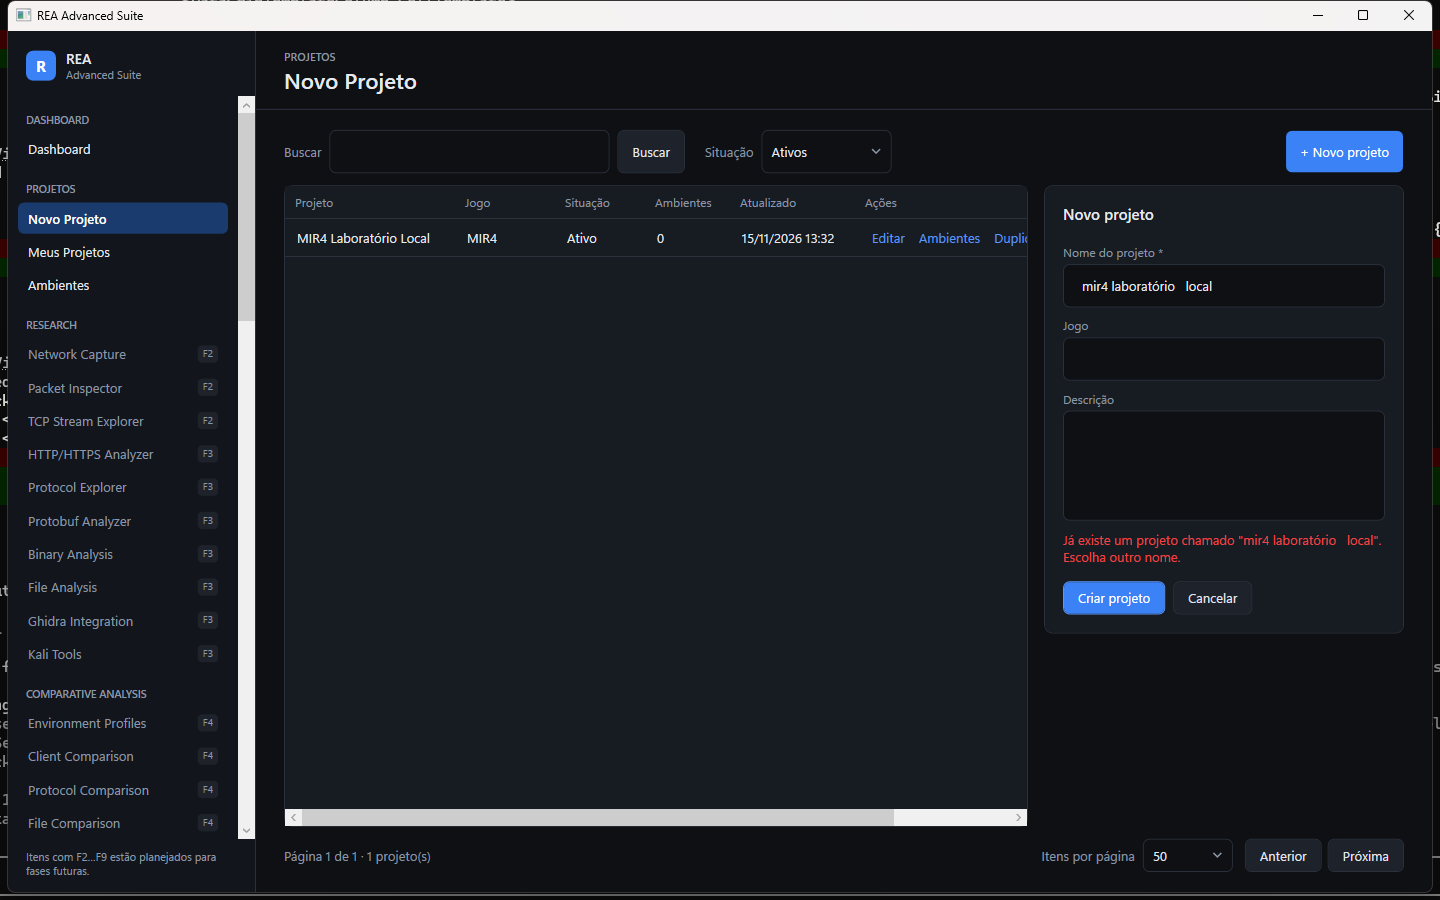 REA Advanced Suite
R
REA
Advanced Suite
DASHBOARD
Dashboard
PROJETOS
Novo Projeto
Meus Projetos
Ambientes
RESEARCH
Network Capture F2
Packet Inspector F2
TCP Stream Explorer F2
HTTP/HTTPS Analyzer F3
Protocol Explorer F3
Protobuf Analyzer F3
Binary Analysis F3
File Analysis F3
Ghidra Integration F3
Kali Tools F3
COMPARATIVE ANALYSIS
Environment Profiles F4
Client Comparison F4
Protocol Comparison F4
File Comparison F4
Itens com F2...F9 estão planejados para
fases futuras.
PROJETOS
Novo Projeto
Buscar Buscar Situação Ativos + Novo projeto
Projeto Jogo Situação Ambientes Atualizado Ações
MIR4 Laboratório Local MIR4 Ativo 0 15/11/2026 13:32 Editar Ambientes Duplic
Página 1 de 1 · 1 projeto(s)
Itens por página 50 Anterior Próxima
Novo projeto
Nome do projeto *
mir4 laboratório   local
Jogo
Descrição
Já existe um projeto chamado "mir4 laboratório   local".
Escolha outro nome.
Criar projeto Cancelar